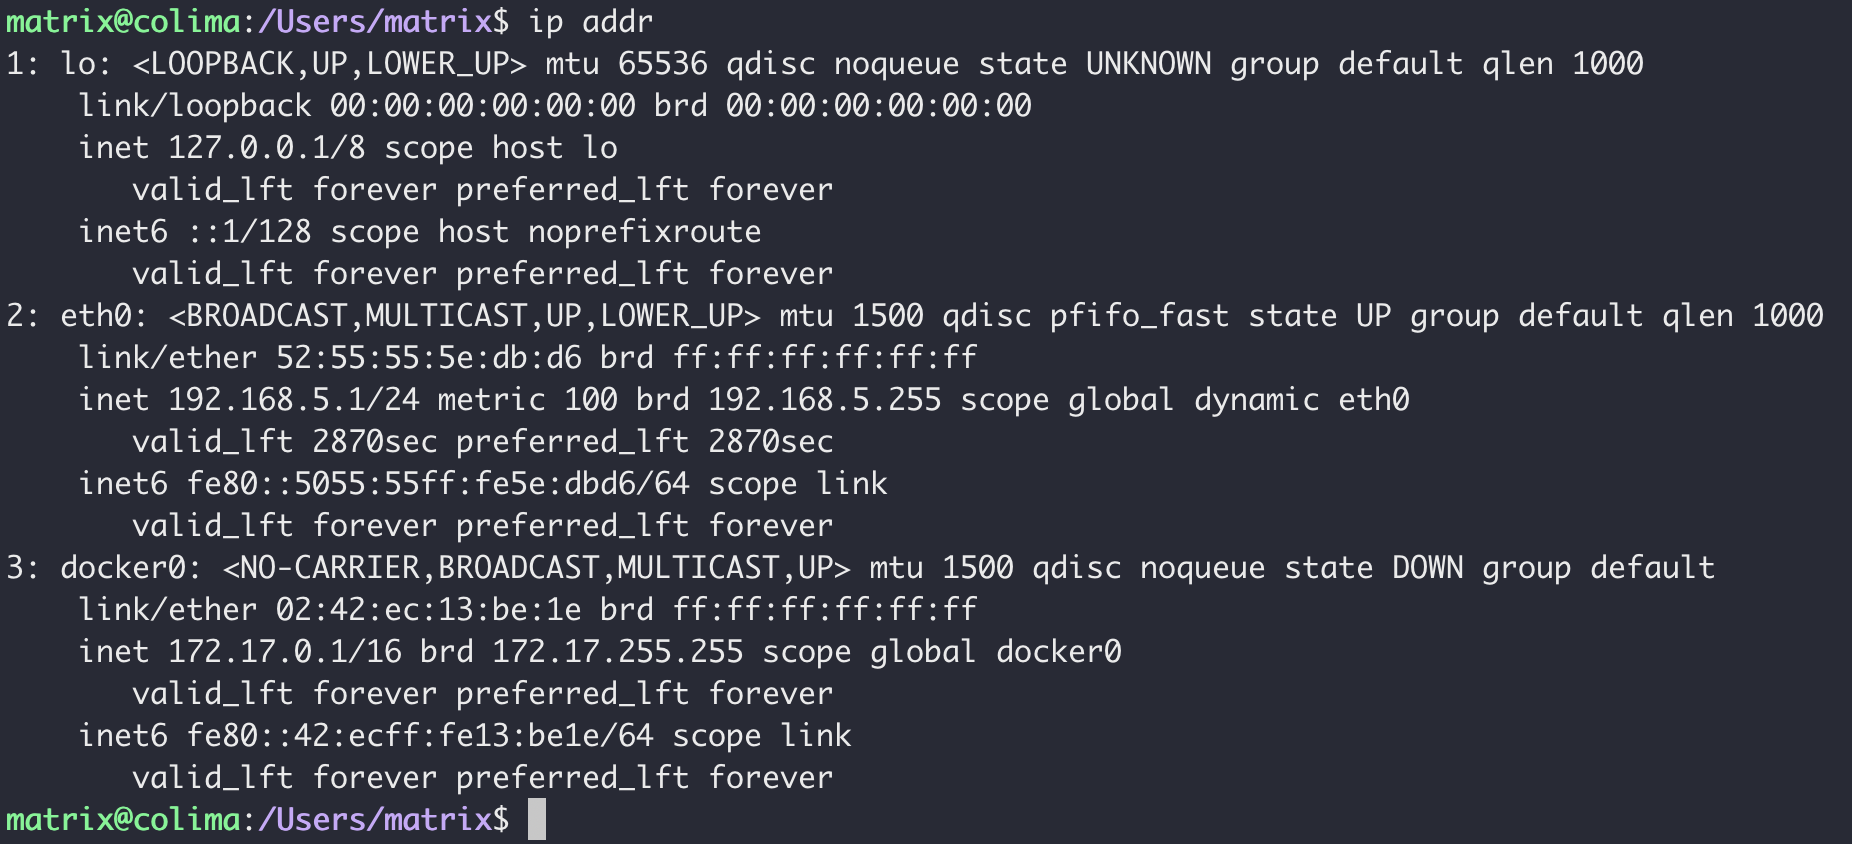 matrix@colima:/Users/matrix$ ip addr
1: lo: <LOOPBACK,UP,LOWER_UP> mtu 65536 qdisc noqueue state UNKNOWN group default qlen 1000
    link/loopback 00:00:00:00:00:00 brd 00:00:00:00:00:00
    inet 127.0.0.1/8 scope host lo
       valid_lft forever preferred_lft forever
    inet6 ::1/128 scope host noprefixroute
       valid_lft forever preferred_lft forever
2: eth0: <BROADCAST,MULTICAST,UP,LOWER_UP> mtu 1500 qdisc pfifo_fast state UP group default qlen 1000
    link/ether 52:55:55:5e:db:d6 brd ff:ff:ff:ff:ff:ff
    inet 192.168.5.1/24 metric 100 brd 192.168.5.255 scope global dynamic eth0
       valid_lft 2870sec preferred_lft 2870sec
    inet6 fe80::5055:55ff:fe5e:dbd6/64 scope link
       valid_lft forever preferred_lft forever
3: docker0: <NO-CARRIER,BROADCAST,MULTICAST,UP> mtu 1500 qdisc noqueue state DOWN group default
    link/ether 02:42:ec:13:be:1e brd ff:ff:ff:ff:ff:ff
    inet 172.17.0.1/16 brd 172.17.255.255 scope global docker0
       valid_lft forever preferred_lft forever
    inet6 fe80::42:ecff:fe13:be1e/64 scope link
       valid_lft forever preferred_lft forever
matrix@colima:/Users/matrix$